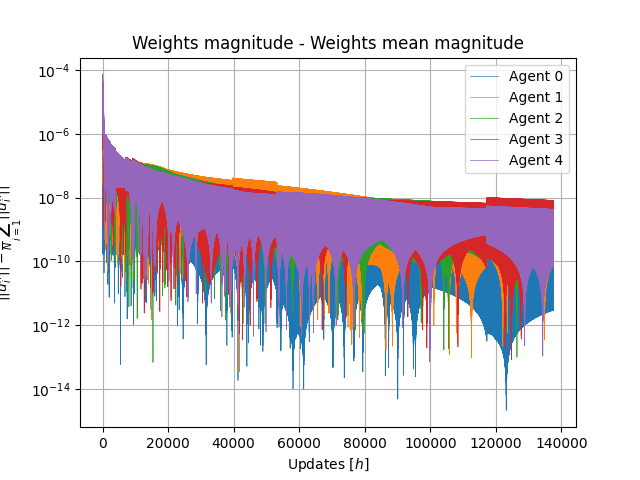 Weights magnitude - Weights mean magnitude
Agent 0
Agent 1
Agent 2
Agent 3
Agent 4
10⁻⁴
10⁻⁶
10⁻⁸
10⁻¹⁰
10⁻¹²
10⁻¹⁴
0 20000 40000 60000 80000 100000 120000 140000
Updates [h]